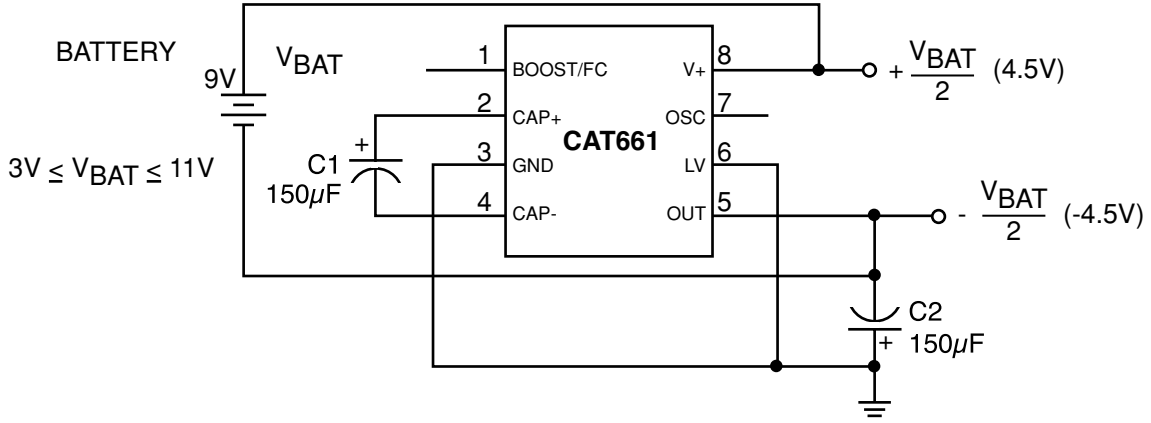 BATTERY
9V
VBAT
3V ≤ VBAT ≤ 11V
1
BOOST/FC
2
CAP+
3
GND
4
CAP-
CAT661
V+
8
OSC
7
LV
6
OUT
5
+
C1
150µF
+ VBAT/2 (4.5V)
- VBAT/2 (-4.5V)
C2
+
150µF